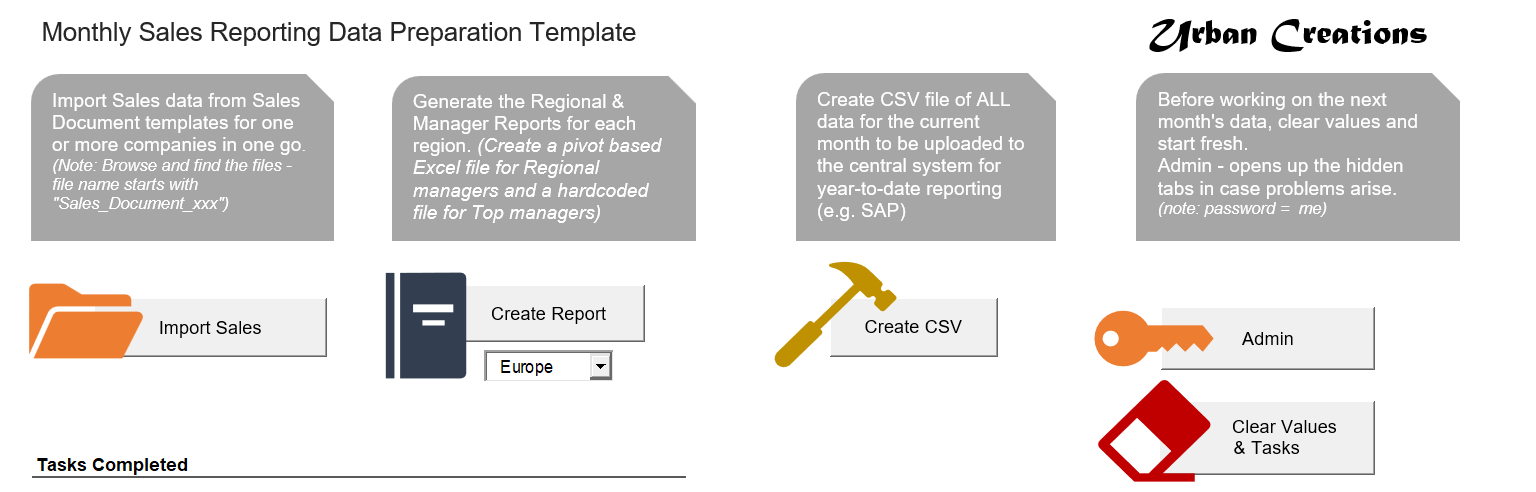 Monthly Sales Reporting Data Preparation Template
Urban Creations
Import Sales data from Sales
Document templates for one
or more companies in one go.
(Note: Browse and find the files -
file name starts with
"Sales_Document_xxx")
Generate the Regional &
Manager Reports for each
region. (Create a pivot based
Excel file for Regional
managers and a hardcoded
file for Top managers)
Create CSV file of ALL
data for the current
month to be uploaded to
the central system for
year-to-date reporting
(e.g. SAP)
Before working on the next
month's data, clear values and
start fresh.
Admin - opens up the hidden
tabs in case problems arise.
(note: password =  me)
Import Sales
Create Report
Europe
Create CSV
Admin
Clear Values
& Tasks
Tasks Completed